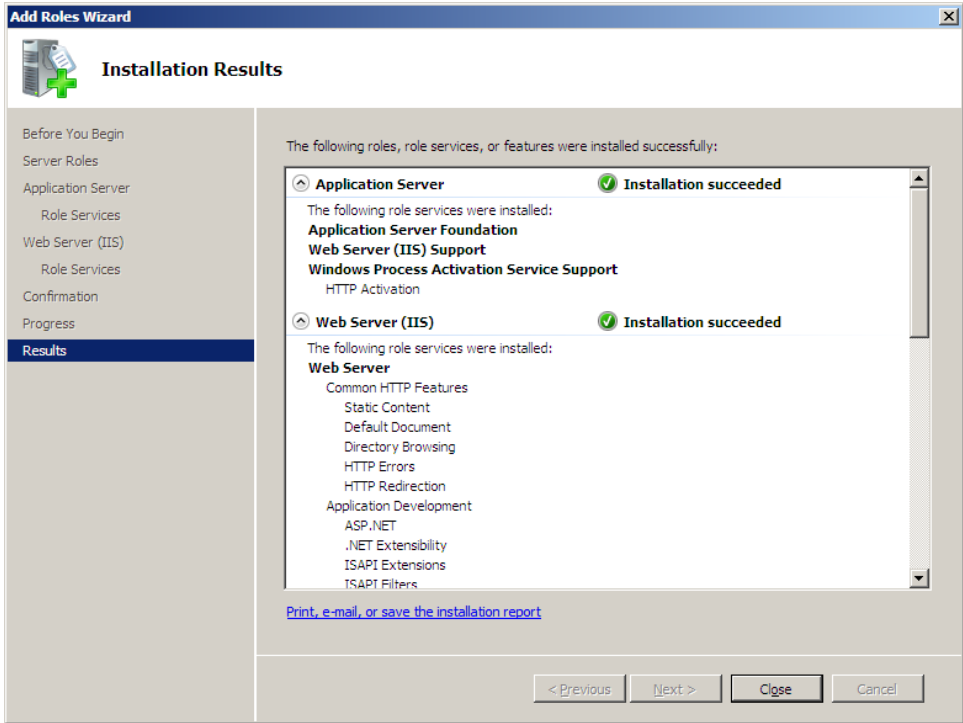 Add Roles Wizard
Installation Results
Before You Begin
Server Roles
Application Server
Role Services
Web Server (IIS)
Role Services
Confirmation
Progress
Results
The following roles, role services, or features were installed successfully:
Application Server Installation succeeded
The following role services were installed:
Application Server Foundation
Web Server (IIS) Support
Windows Process Activation Service Support
HTTP Activation
Web Server (IIS) Installation succeeded
The following role services were installed:
Web Server
Common HTTP Features
Static Content
Default Document
Directory Browsing
HTTP Errors
HTTP Redirection
Application Development
ASP.NET
.NET Extensibility
ISAPI Extensions
ISAPI Filters
Print, e-mail, or save the installation report
< Previous Next > Close Cancel